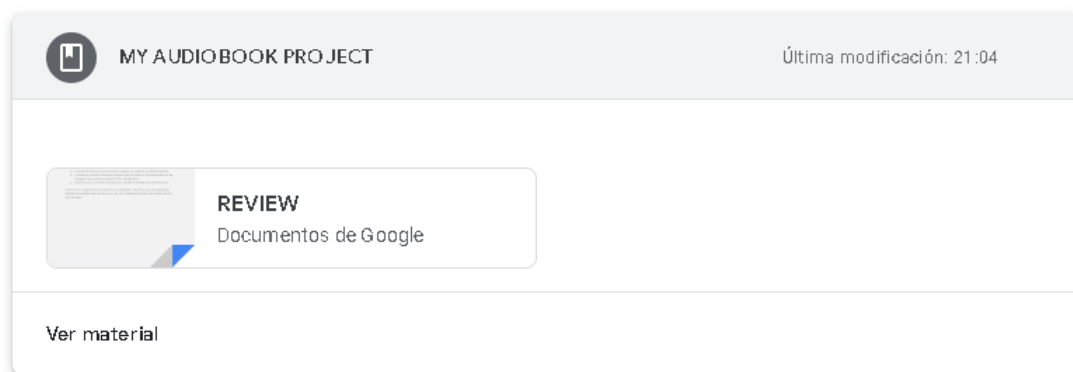 MY AUDIOBOOK PROJECT
Última modificación: 21:04
REVIEW
Documentos de Google
Ver material